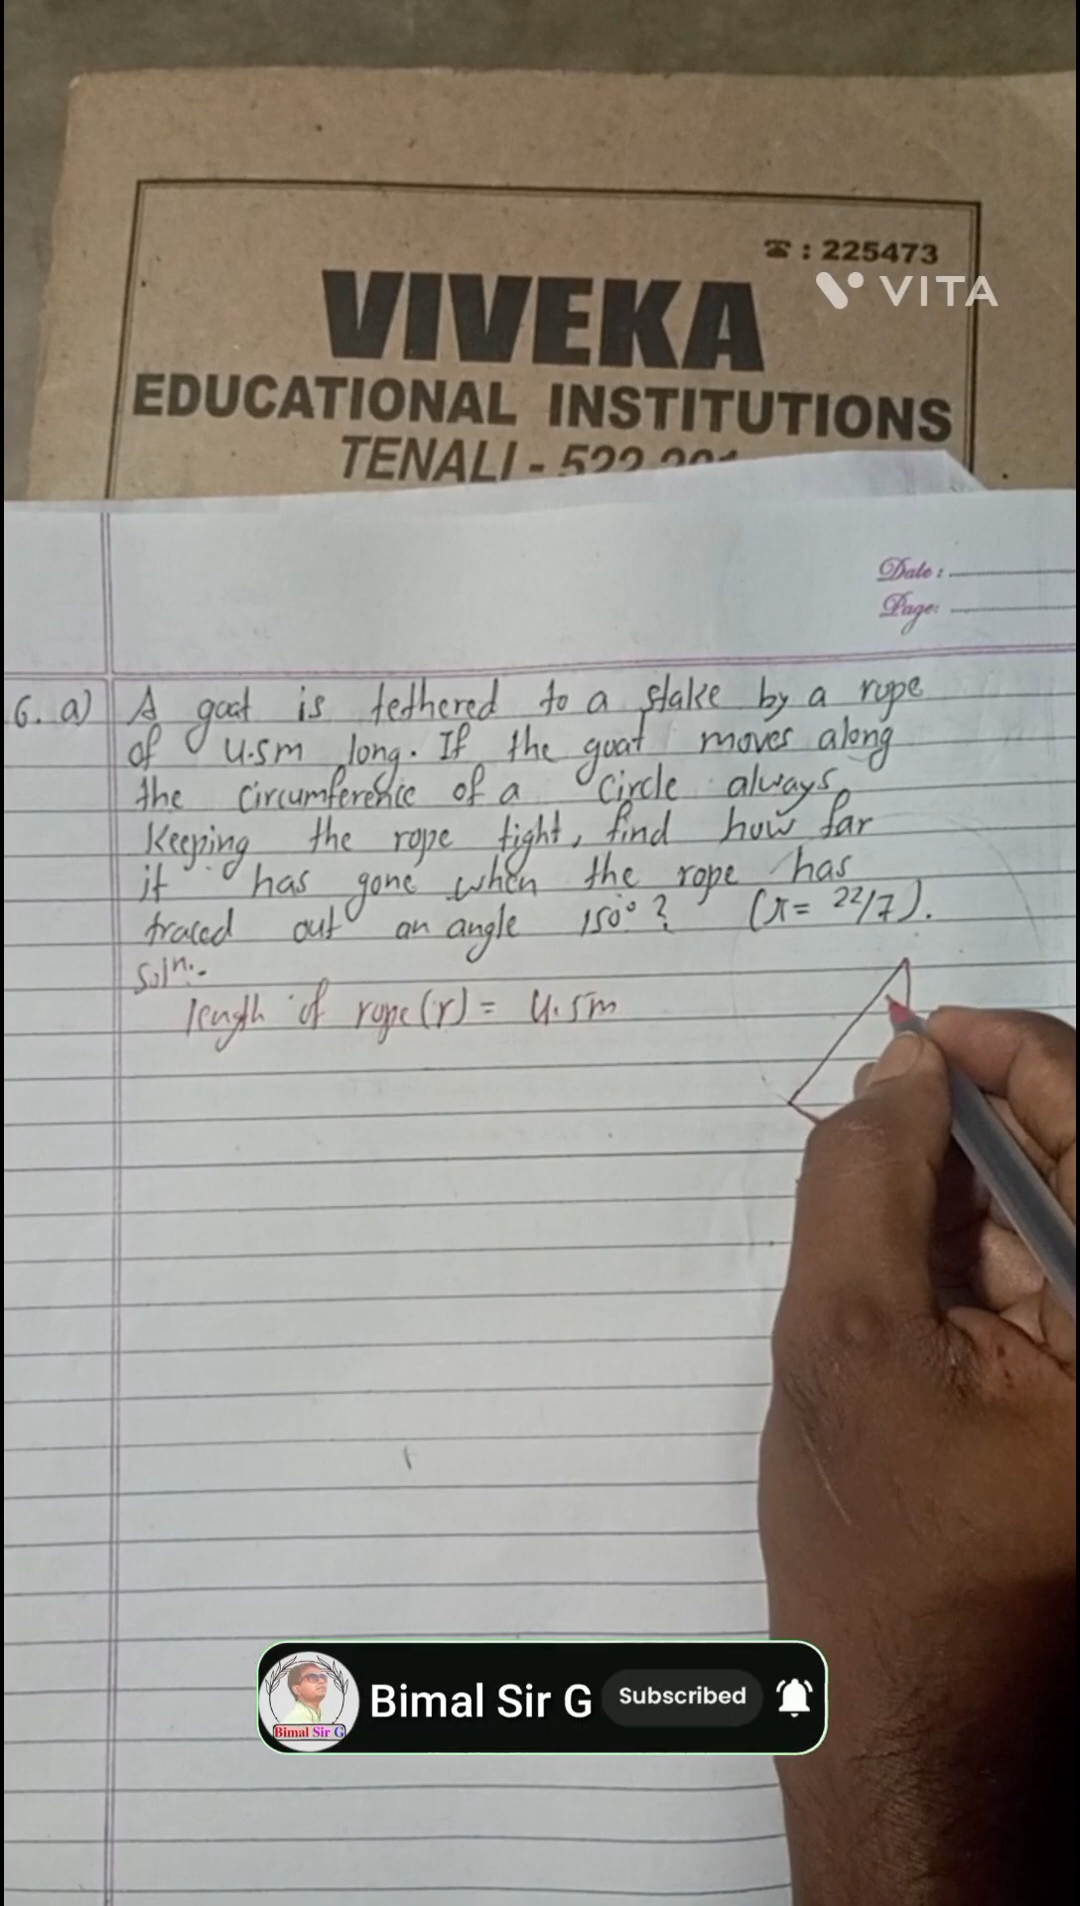 ☎ : 225473
VITA
VIVEKA
EDUCATIONAL INSTITUTIONS
TENALI - 522 201
Date :
Page:
6. a) A goat is tethered to a stake by a rope
of 4.5m long. If the goat moves along
the circumference of a circle always
keeping the rope tight, find how far
it has gone when the rope has
traced out an angle 150° ? (π = 22/7).
Soln:-
length of rope (r) = 4.5m
Bimal Sir G
Bimal Sir G Subscribed